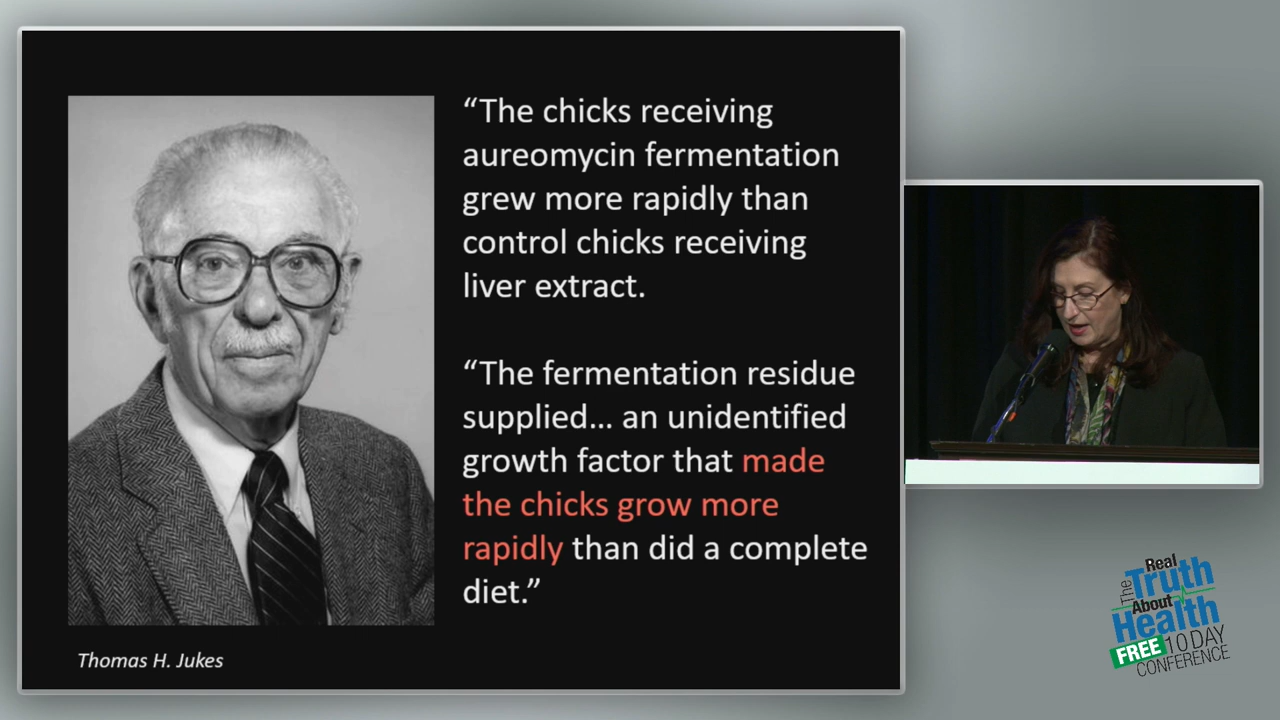 “The chicks receiving
aureomycin fermentation
grew more rapidly than
control chicks receiving
liver extract.
“The fermentation residue
supplied... an unidentified
growth factor that made
the chicks grow more
rapidly than did a complete
diet.”
Thomas H. Jukes
The
Real
Truth
About
Health
FREE 10 DAY
CONFERENCE